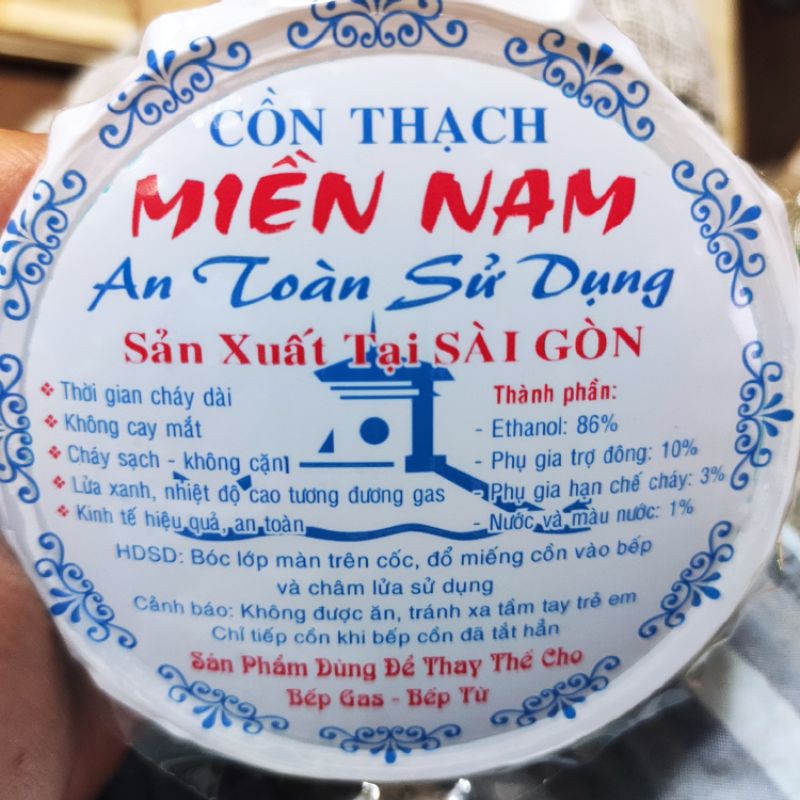 CỒN THẠCH
MIỀN NAM
An Toàn Sử Dụng
Sản Xuất Tại SÀI GÒN
❖ Thời gian cháy dài
❖ Không cay mắt
❖ Cháy sạch - không cặn
❖ Lửa xanh, nhiệt độ cao tương đương gas
❖ Kinh tế hiệu quả, an toàn
Thành phần:
- Ethanol: 86%
- Phụ gia trợ đông: 10%
- Phụ gia hạn chế cháy: 3%
- Nước và màu nước: 1%
HDSD: Bóc lớp màn trên cốc, đổ miếng cồn vào bếp
và châm lửa sử dụng
Cảnh báo: Không được ăn, tránh xa tầm tay trẻ em
Chỉ tiếp cồn khi bếp cồn đã tắt hẳn
Sản Phẩm Dùng Để Thay Thế Cho
Bếp Gas - Bếp Từ